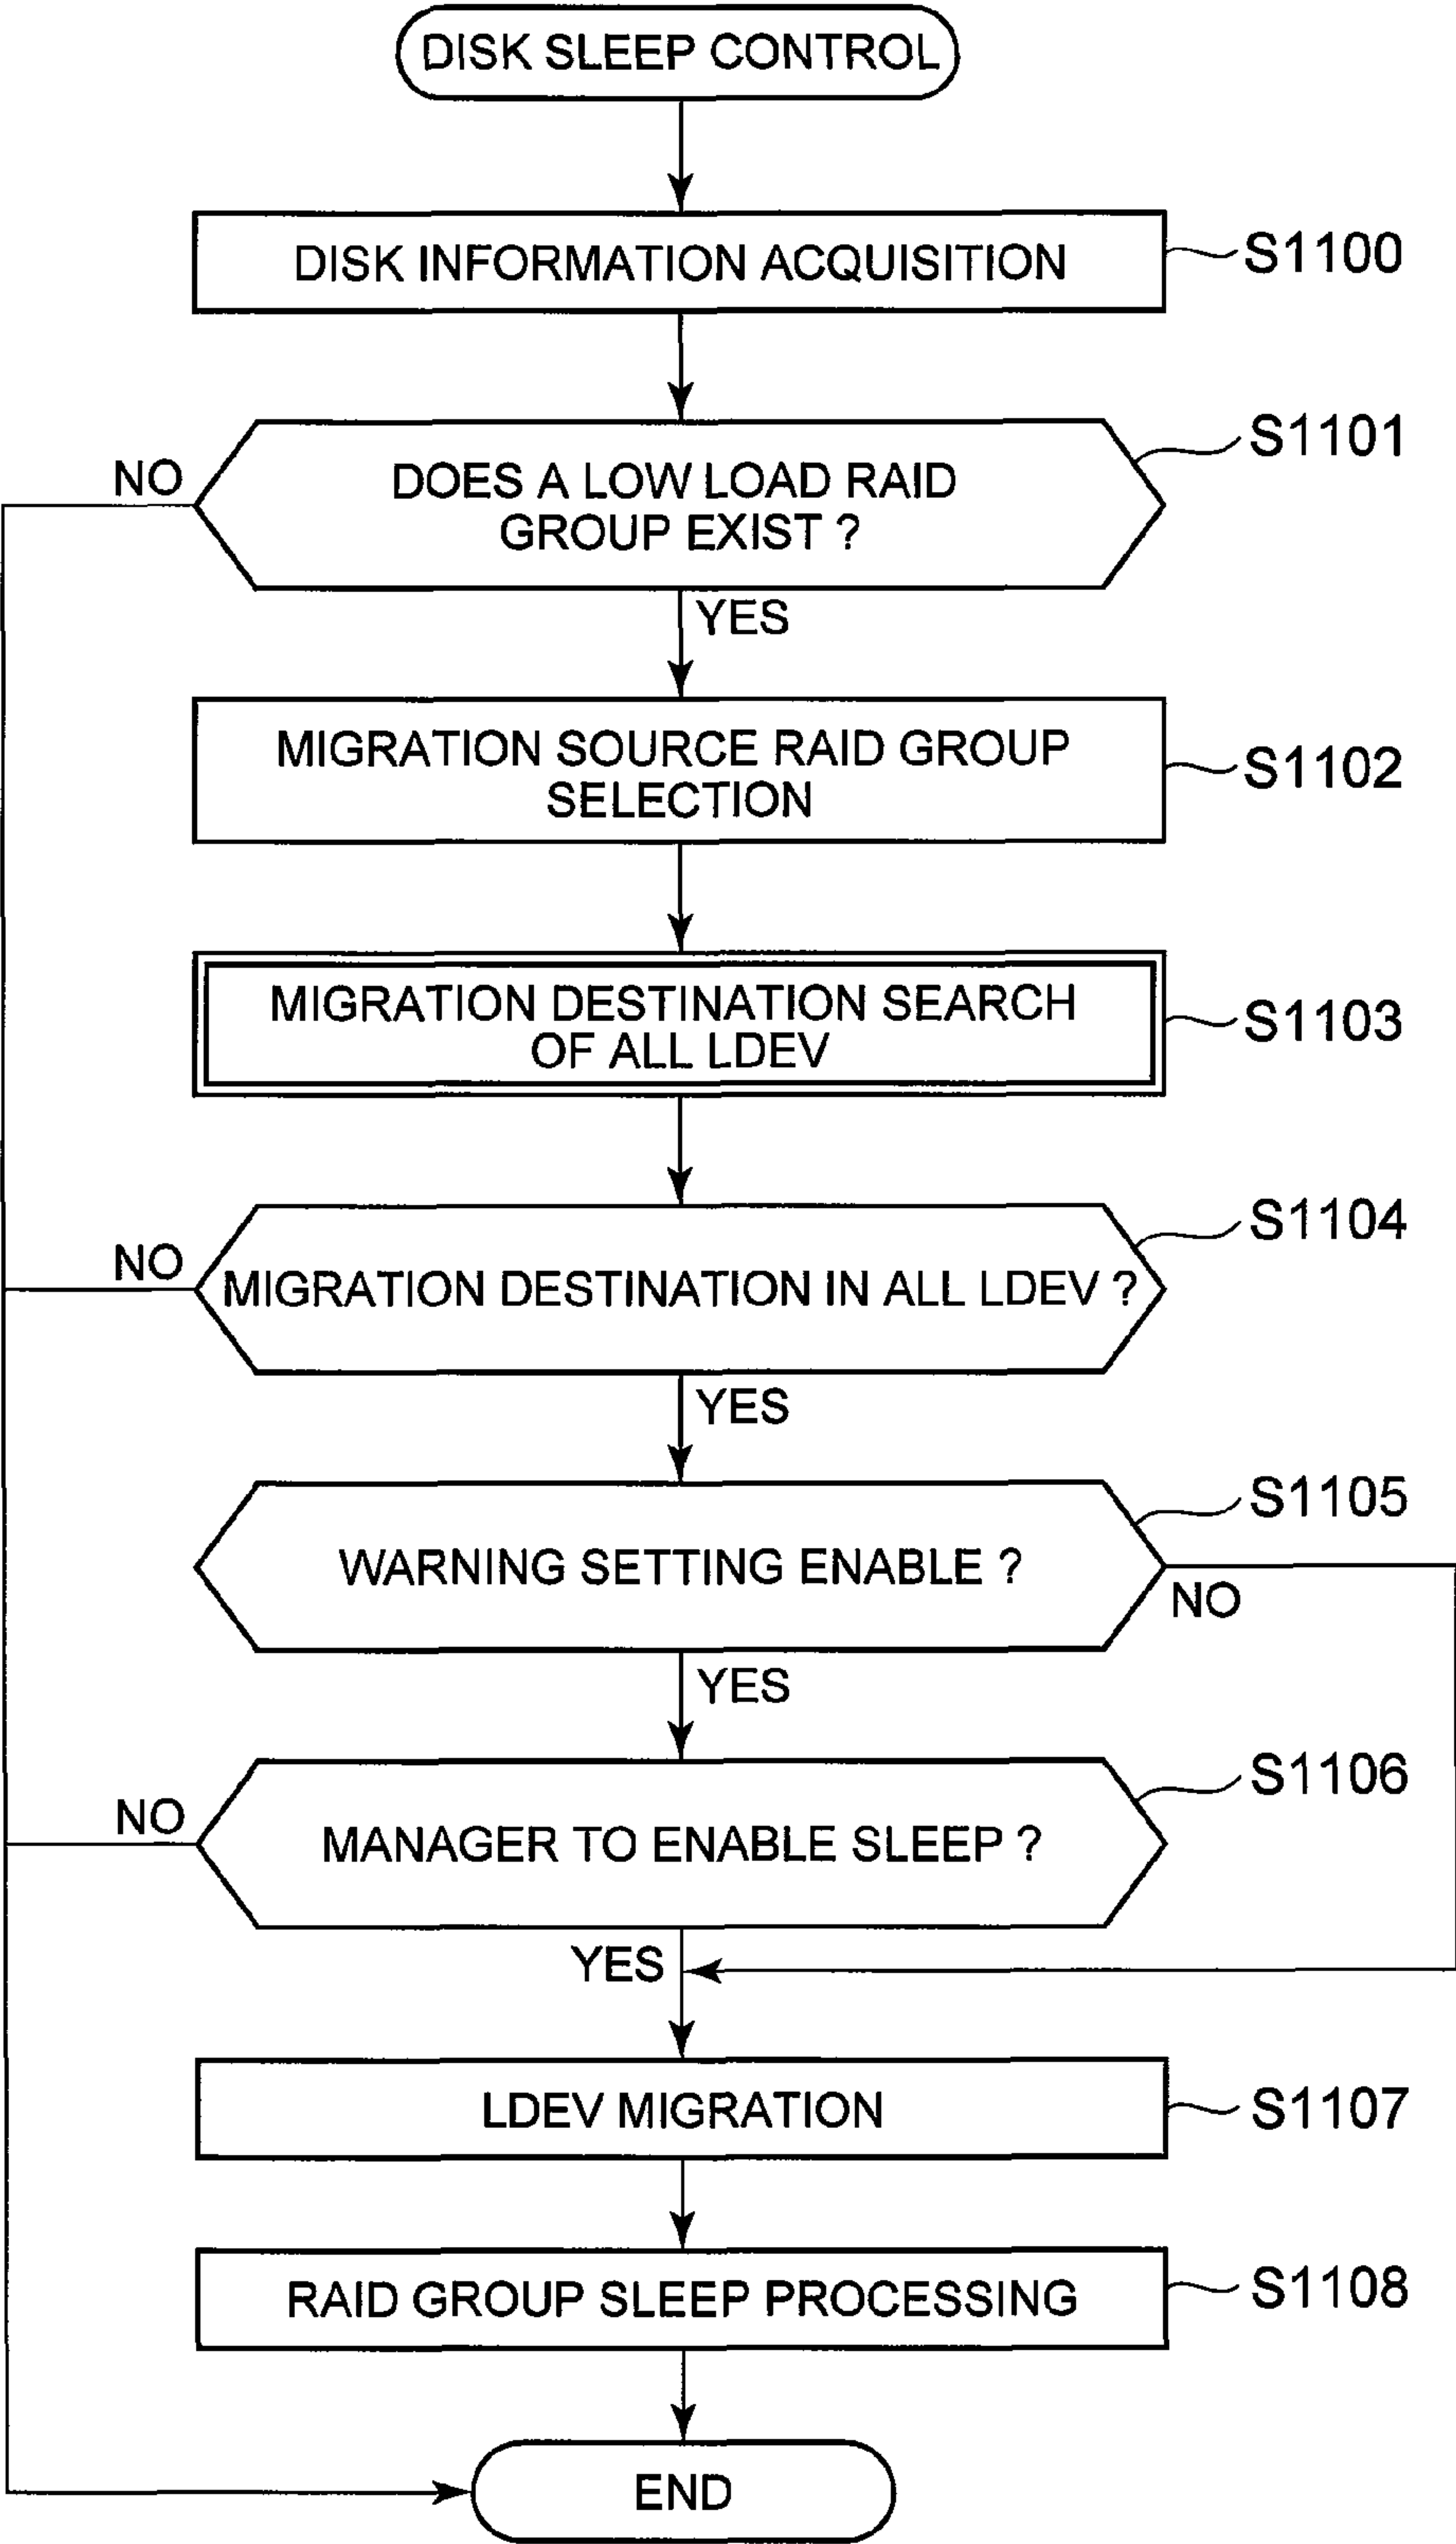 DISK SLEEP CONTROL
DISK INFORMATION ACQUISITION
S1100
S1101
NO
DOES A LOW LOAD RAID
GROUP EXIST ?
YES
MIGRATION SOURCE RAID GROUP
SELECTION
S1102
MIGRATION DESTINATION SEARCH
OF ALL LDEV
S1103
S1104
NO
MIGRATION DESTINATION IN ALL LDEV ?
YES
S1105
WARNING SETTING ENABLE ?
NO
YES
S1106
NO
MANAGER TO ENABLE SLEEP ?
YES
LDEV MIGRATION
S1107
RAID GROUP SLEEP PROCESSING
S1108
END